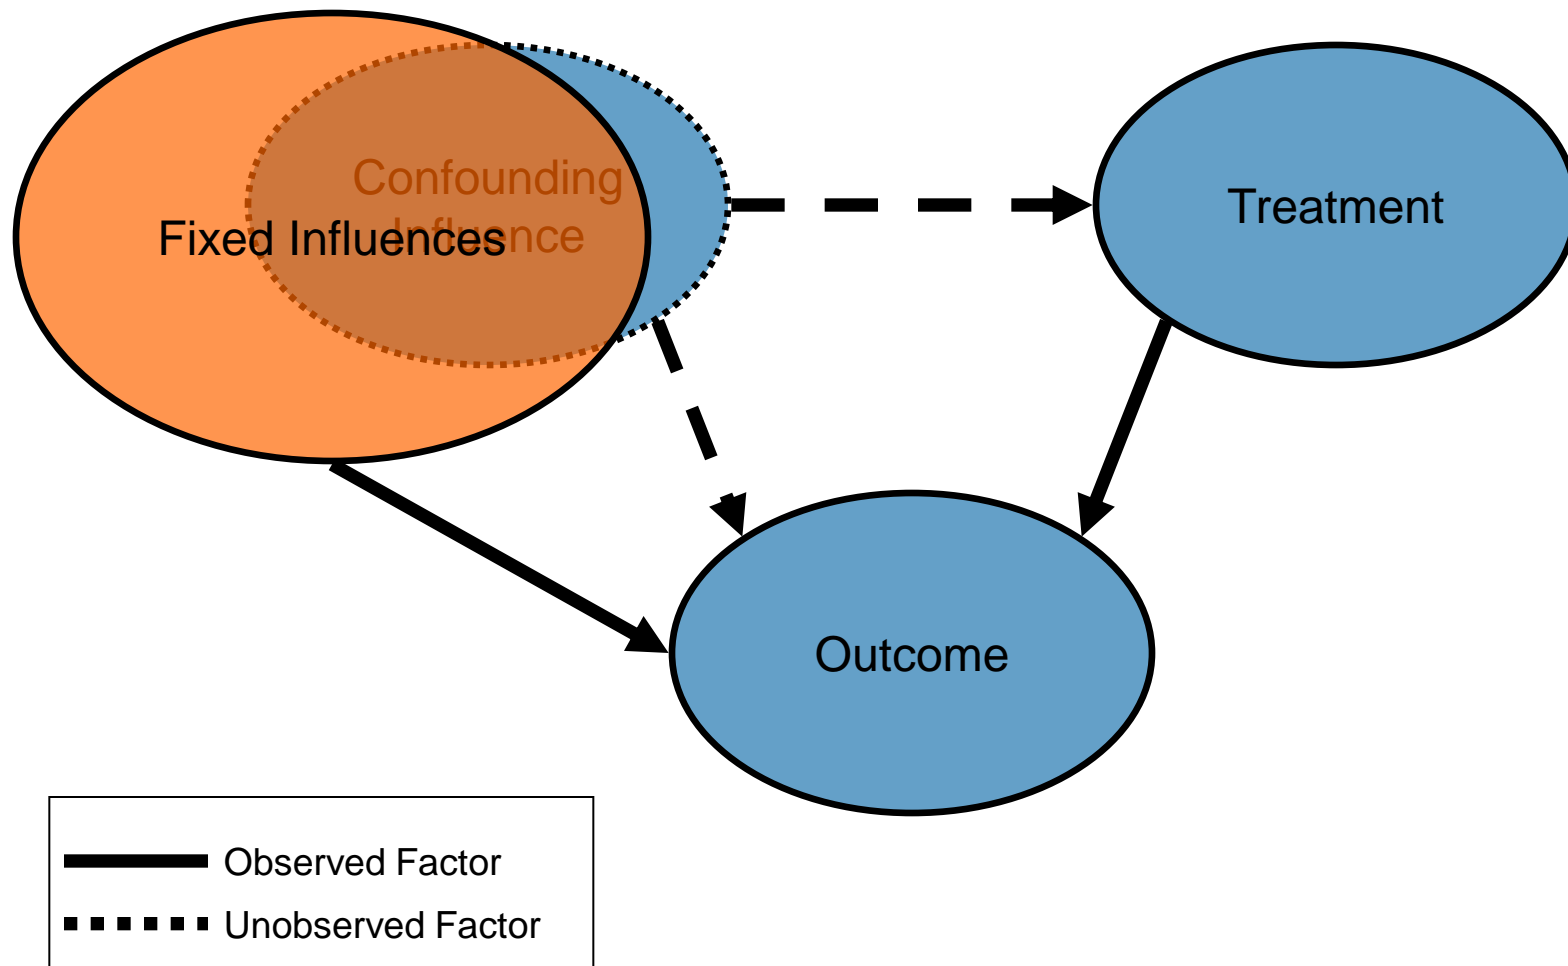 Confounding
Influence
Fixed Influences
Treatment
Outcome
Observed Factor
Unobserved Factor